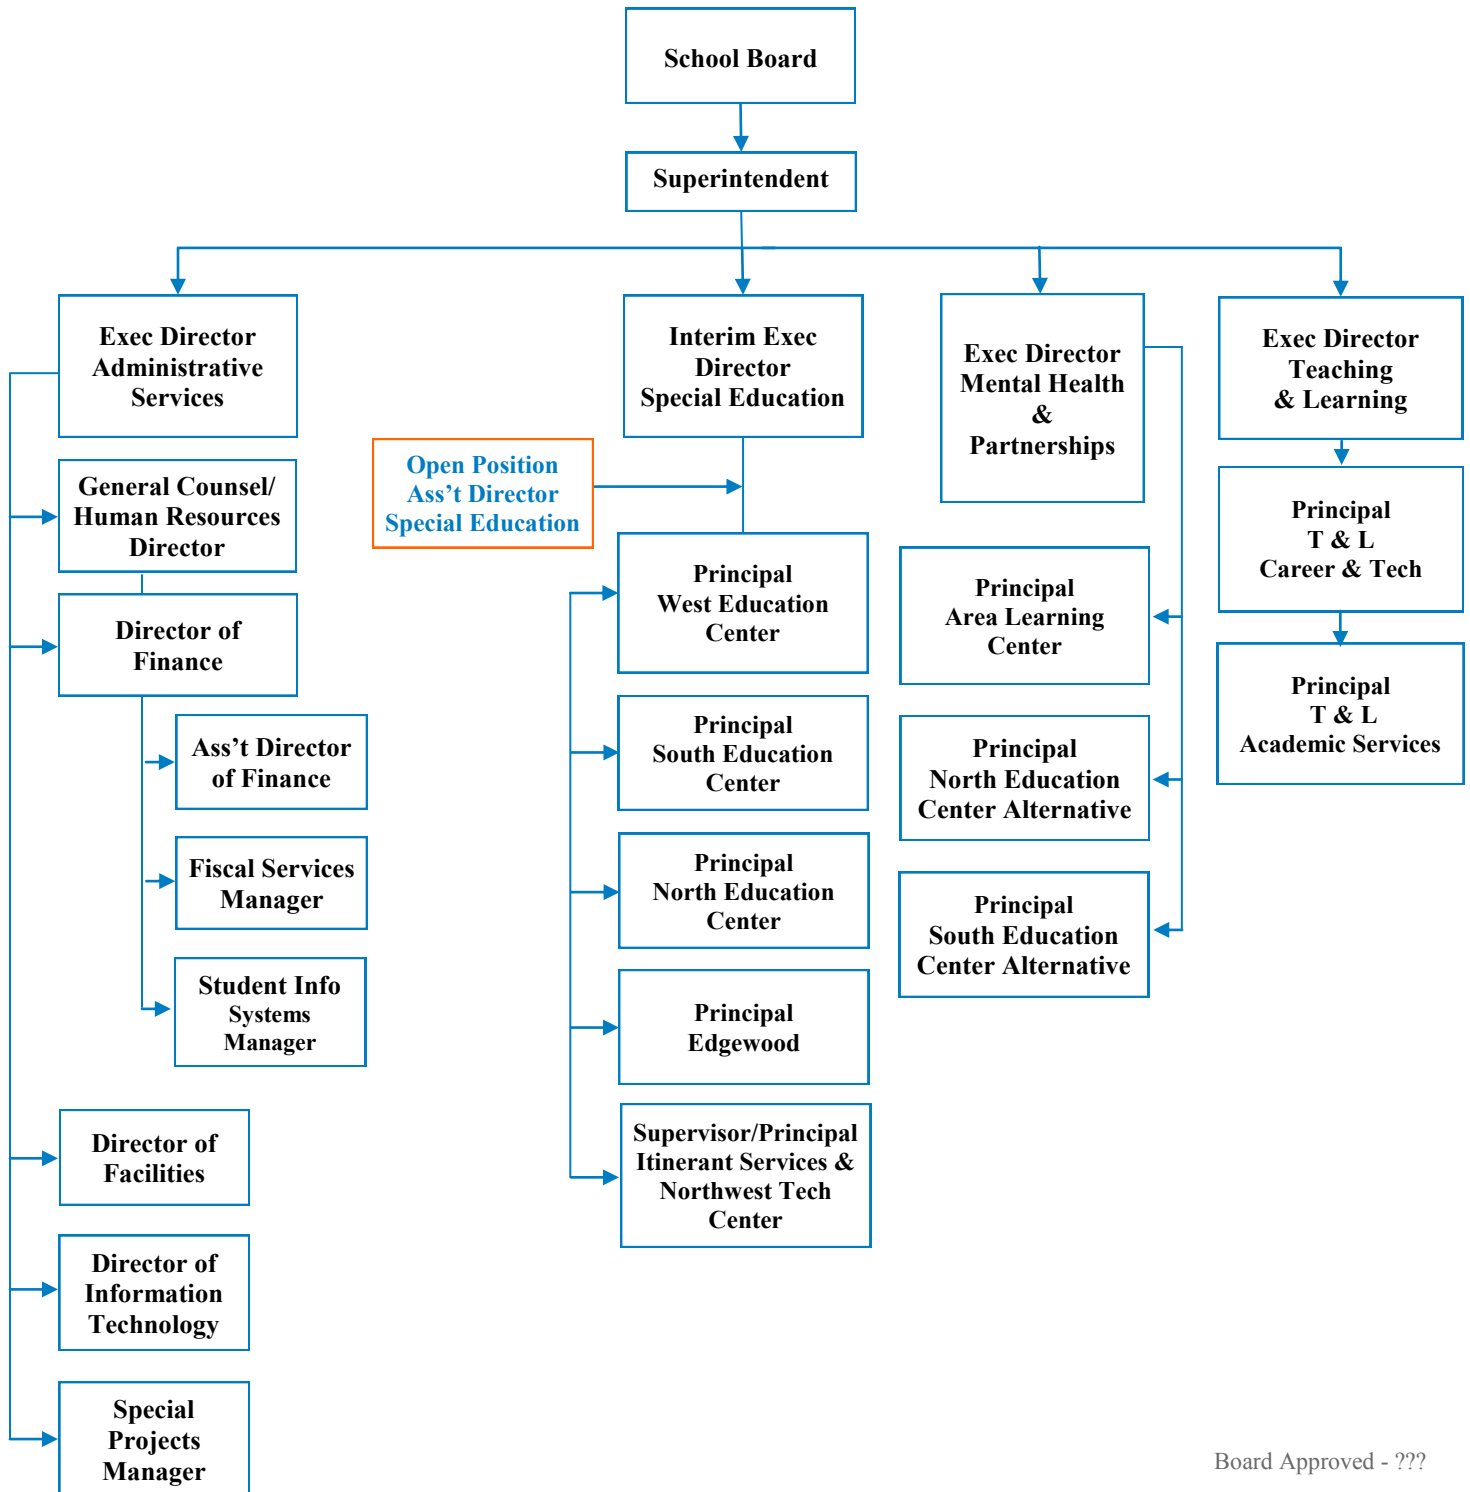 School Board
Superintendent
Exec Director
Administrative
Services
General Counsel/
Human Resources
Director
Director of
Finance
Ass’t Director
of Finance
Fiscal Services
Manager
Student Info
Systems
Manager
Director of
Facilities
Director of
Information
Technology
Special
Projects
Manager
Interim Exec
Director
Special Education
Open Position
Ass’t Director
Special Education
Principal
West Education
Center
Principal
South Education
Center
Principal
North Education
Center
Principal
Edgewood
Supervisor/Principal
Itinerant Services &
Northwest Tech
Center
Exec Director
Mental Health
&
Partnerships
Principal
Area Learning
Center
Principal
North Education
Center Alternative
Principal
South Education
Center Alternative
Exec Director
Teaching
& Learning
Principal
T & L
Career & Tech
Principal
T & L
Academic Services
Board Approved - ???